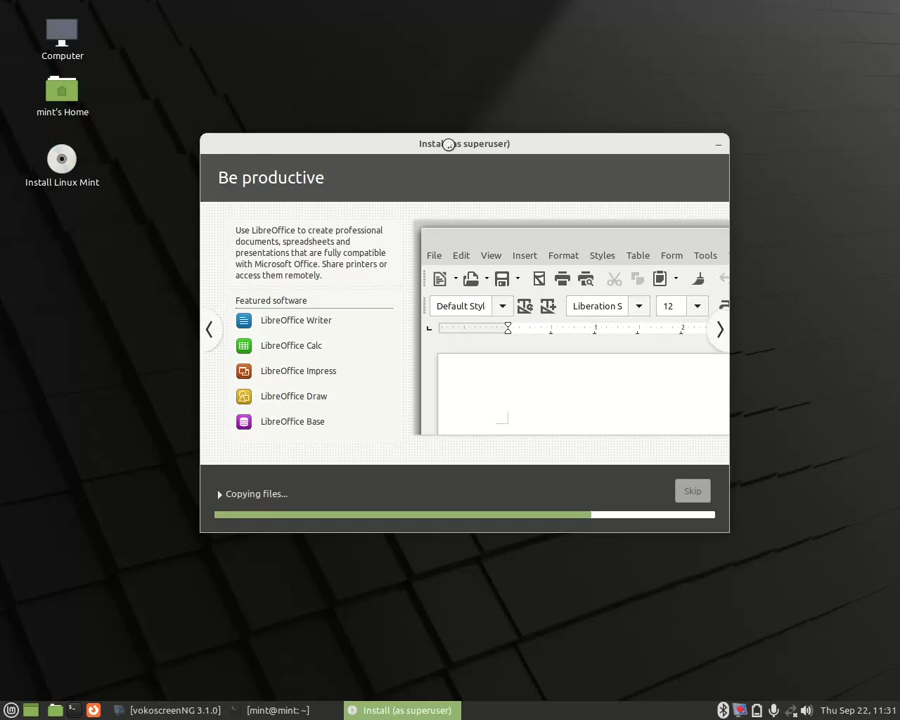 Computer
mint's Home
Install Linux Mint
Install (as superuser)
Be productive
Use LibreOffice to create professional
documents, spreadsheets and
presentations that are fully compatible
with Microsoft Office. Share printers or
access them remotely.
Featured software
LibreOffice Writer
LibreOffice Calc
LibreOffice Impress
LibreOffice Draw
LibreOffice Base
File Edit View Insert Format Styles Table Form Tools
Default Styl Liberation S 12
1 1 2
Copying files...
Skip
[vokoscreenNG 3.1.0] [mint@mint: ~] Install (as superuser) Thu Sep 22, 11:31